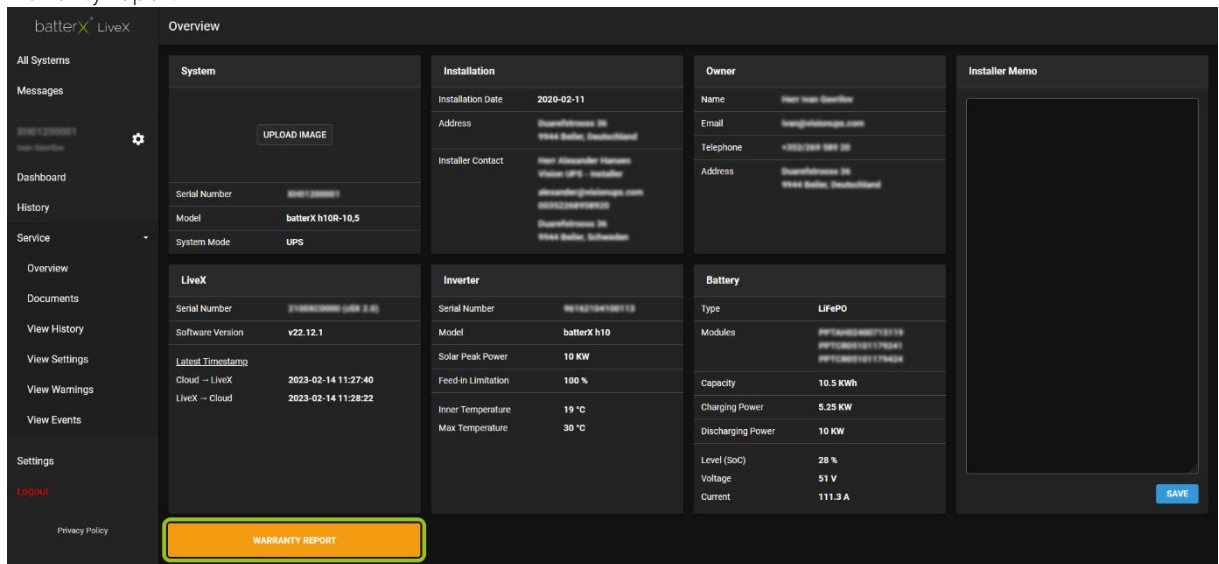 batterX LiveX
Overview
All Systems
Messages
Dashboard
History
Service
Overview
Documents
View History
View Settings
View Warnings
View Events
Settings
Logout
Privacy Policy
System
UPLOAD IMAGE
Serial Number
Model batterX h10R-10,5
System Mode UPS
Installation
Installation Date 2020-02-11
Address
Installer Contact
Owner
Name
Email
Telephone
Address
Installer Memo
SAVE
LiveX
Serial Number
Software Version v22.12.1
Latest Timestamp
Cloud → LiveX 2023-02-14 11:27:40
LiveX → Cloud 2023-02-14 11:28:22
Inverter
Serial Number
Model batterX h10
Solar Peak Power 10 KW
Feed-in Limitation 100 %
Inner Temperature 19 °C
Max Temperature 30 °C
Battery
Type LiFePO
Modules
Capacity 10.5 KWh
Charging Power 5.25 KW
Discharging Power 10 KW
Level (SoC) 28 %
Voltage 51 V
Current 111.3 A
WARRANTY REPORT